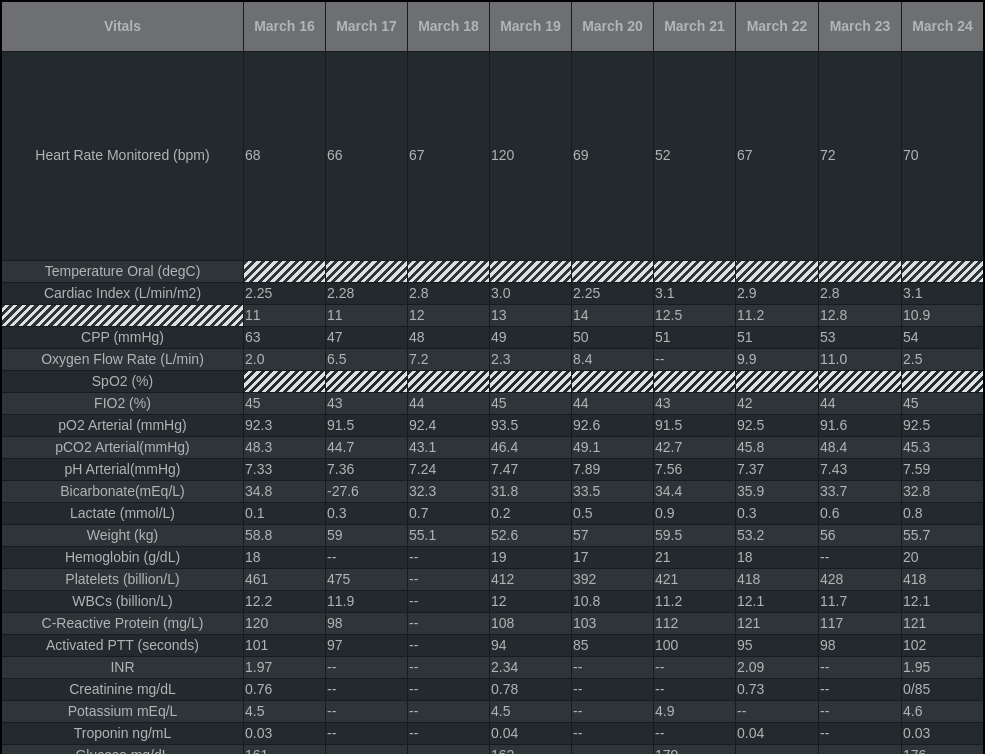 Vitals March 16 March 17 March 18 March 19 March 20 March 21 March 22 March 23 March 24
Heart Rate Monitored (bpm) 68 66 67 120 69 52 67 72 70
Temperature Oral (degC)
Cardiac Index (L/min/m2) 2.25 2.28 2.8 3.0 2.25 3.1 2.9 2.8 3.1
11 11 12 13 14 12.5 11.2 12.8 10.9
CPP (mmHg) 63 47 48 49 50 51 51 53 54
Oxygen Flow Rate (L/min) 2.0 6.5 7.2 2.3 8.4 -- 9.9 11.0 2.5
SpO2 (%)
FIO2 (%) 45 43 44 45 44 43 42 44 45
pO2 Arterial (mmHg) 92.3 91.5 92.4 93.5 92.6 91.5 92.5 91.6 92.5
pCO2 Arterial(mmHg) 48.3 44.7 43.1 46.4 49.1 42.7 45.8 48.4 45.3
pH Arterial(mmHg) 7.33 7.36 7.24 7.47 7.89 7.56 7.37 7.43 7.59
Bicarbonate(mEq/L) 34.8 -27.6 32.3 31.8 33.5 34.4 35.9 33.7 32.8
Lactate (mmol/L) 0.1 0.3 0.7 0.2 0.5 0.9 0.3 0.6 0.8
Weight (kg) 58.8 59 55.1 52.6 57 59.5 53.2 56 55.7
Hemoglobin (g/dL) 18 -- -- 19 17 21 18 -- 20
Platelets (billion/L) 461 475 -- 412 392 421 418 428 418
WBCs (billion/L) 12.2 11.9 -- 12 10.8 11.2 12.1 11.7 12.1
C-Reactive Protein (mg/L) 120 98 -- 108 103 112 121 117 121
Activated PTT (seconds) 101 97 -- 94 85 100 95 98 102
INR 1.97 -- -- 2.34 -- -- 2.09 -- 1.95
Creatinine mg/dL 0.76 -- -- 0.78 -- -- 0.73 -- 0/85
Potassium mEq/L 4.5 -- -- 4.5 -- 4.9 -- -- 4.6
Troponin ng/mL 0.03 -- -- 0.04 -- -- 0.04 -- 0.03
Glucose mg/dL 161 162 179 176